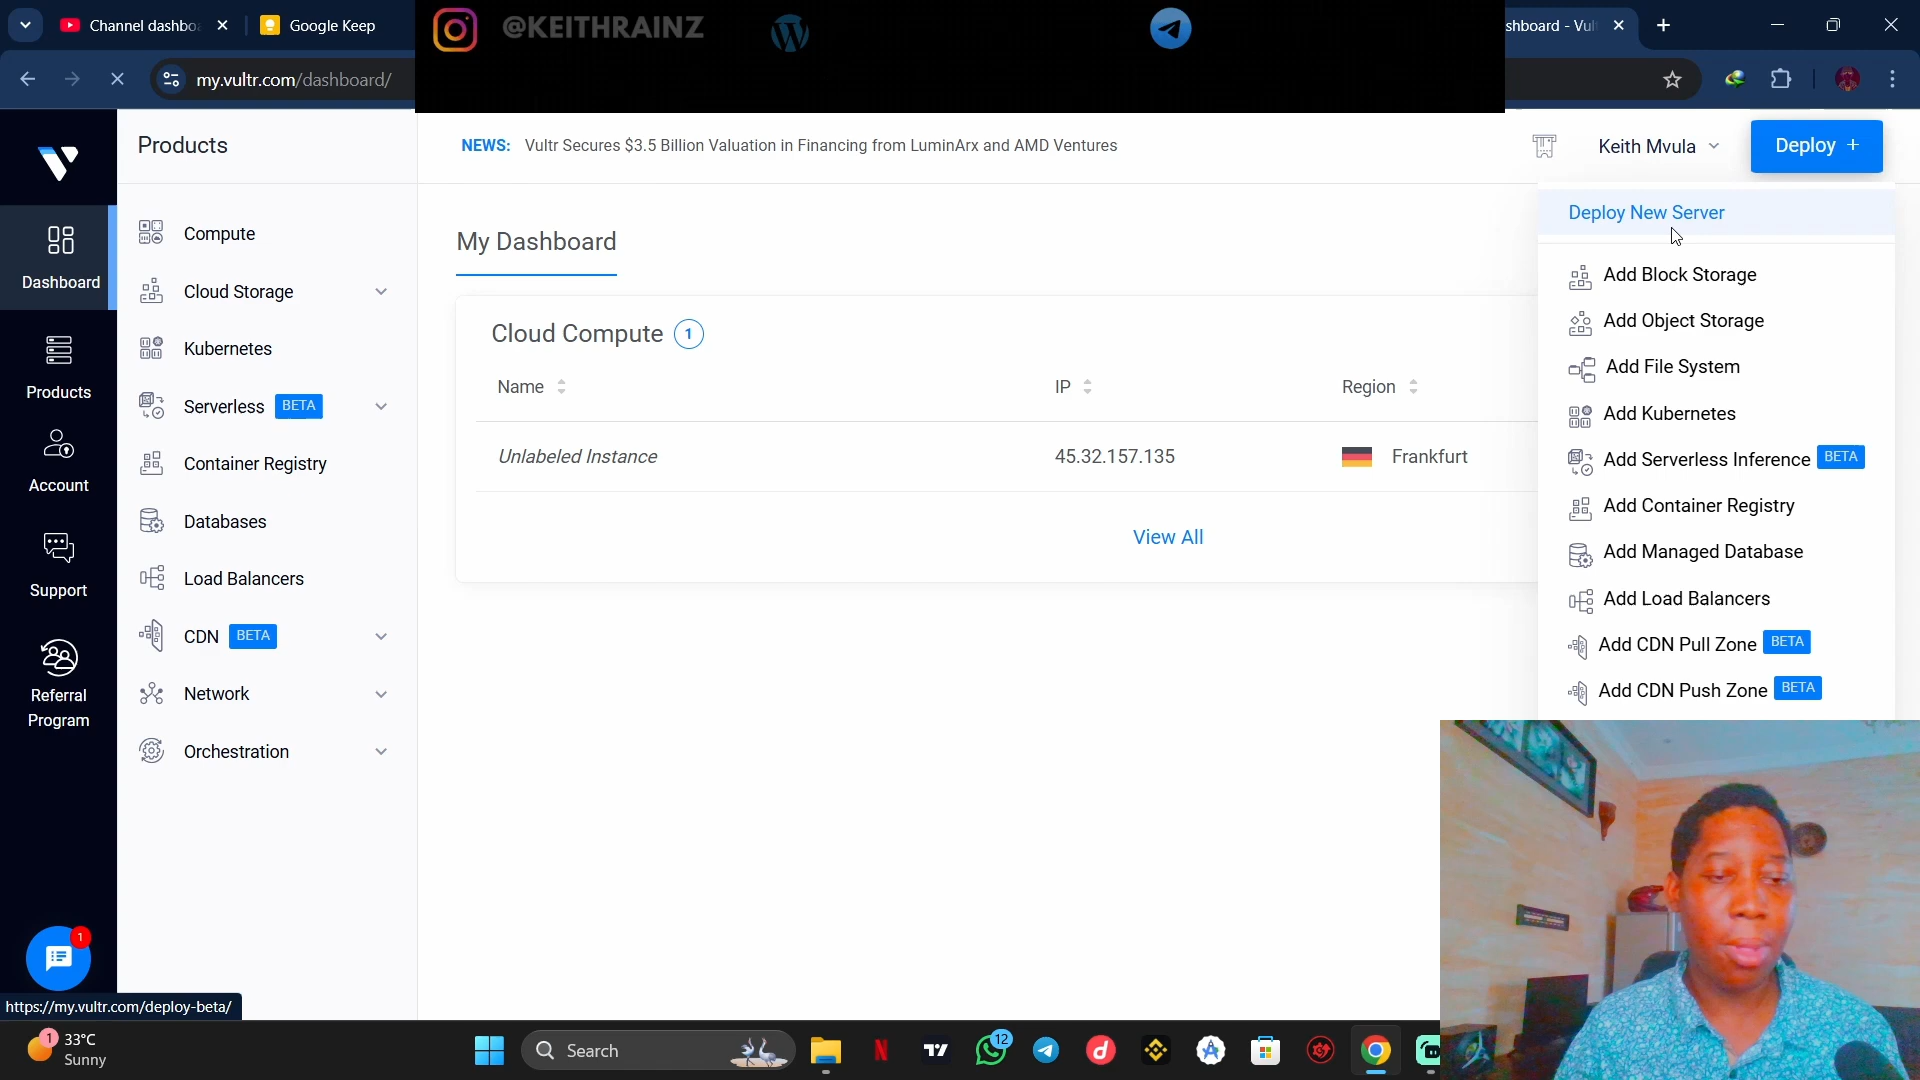 Channel dashbo
Google Keep
@KEITHRAINZ
shboard - Vul
my.vultr.com/dashboard/
Products
NEWS: Vultr Secures $3.5 Billion Valuation in Financing from LuminArx and AMD Ventures
Keith Mvula
Deploy +
Dashboard
Products
Account
Support
Referral
Program
1
Compute
Cloud Storage
Kubernetes
Serverless BETA
Container Registry
Databases
Load Balancers
CDN BETA
Network
Orchestration
My Dashboard
Cloud Compute 1
Name IP Region
Unlabeled Instance 45.32.157.135 Frankfurt
View All
Deploy New Server
Add Block Storage
Add Object Storage
Add File System
Add Kubernetes
Add Serverless Inference BETA
Add Container Registry
Add Managed Database
Add Load Balancers
Add CDN Pull Zone BETA
Add CDN Push Zone BETA
https://my.vultr.com/deploy-beta/
1
33°C
Sunny
Search
12